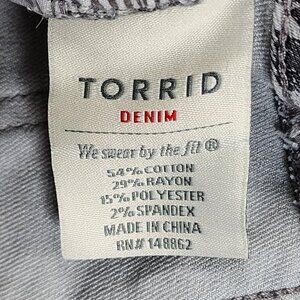 TORRID
DENIM
We swear by the fit ®
54% COTTON
29% RAYON
15% POLYESTER
2% SPANDEX
MADE IN CHINA
RN# 148862